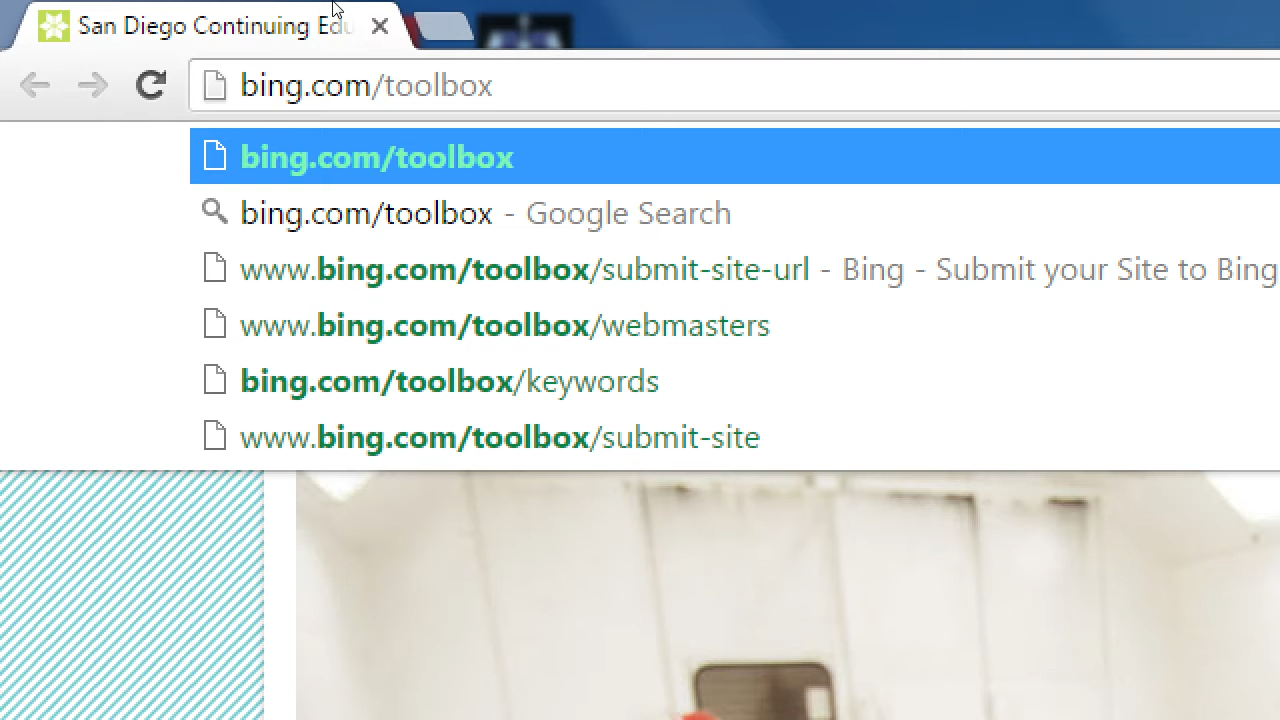 San Diego Continuing Edu
bing.com/toolbox
bing.com/toolbox
bing.com/toolbox - Google Search
www.bing.com/toolbox/submit-site-url - Bing - Submit your Site to Bing
www.bing.com/toolbox/webmasters
bing.com/toolbox/keywords
www.bing.com/toolbox/submit-site